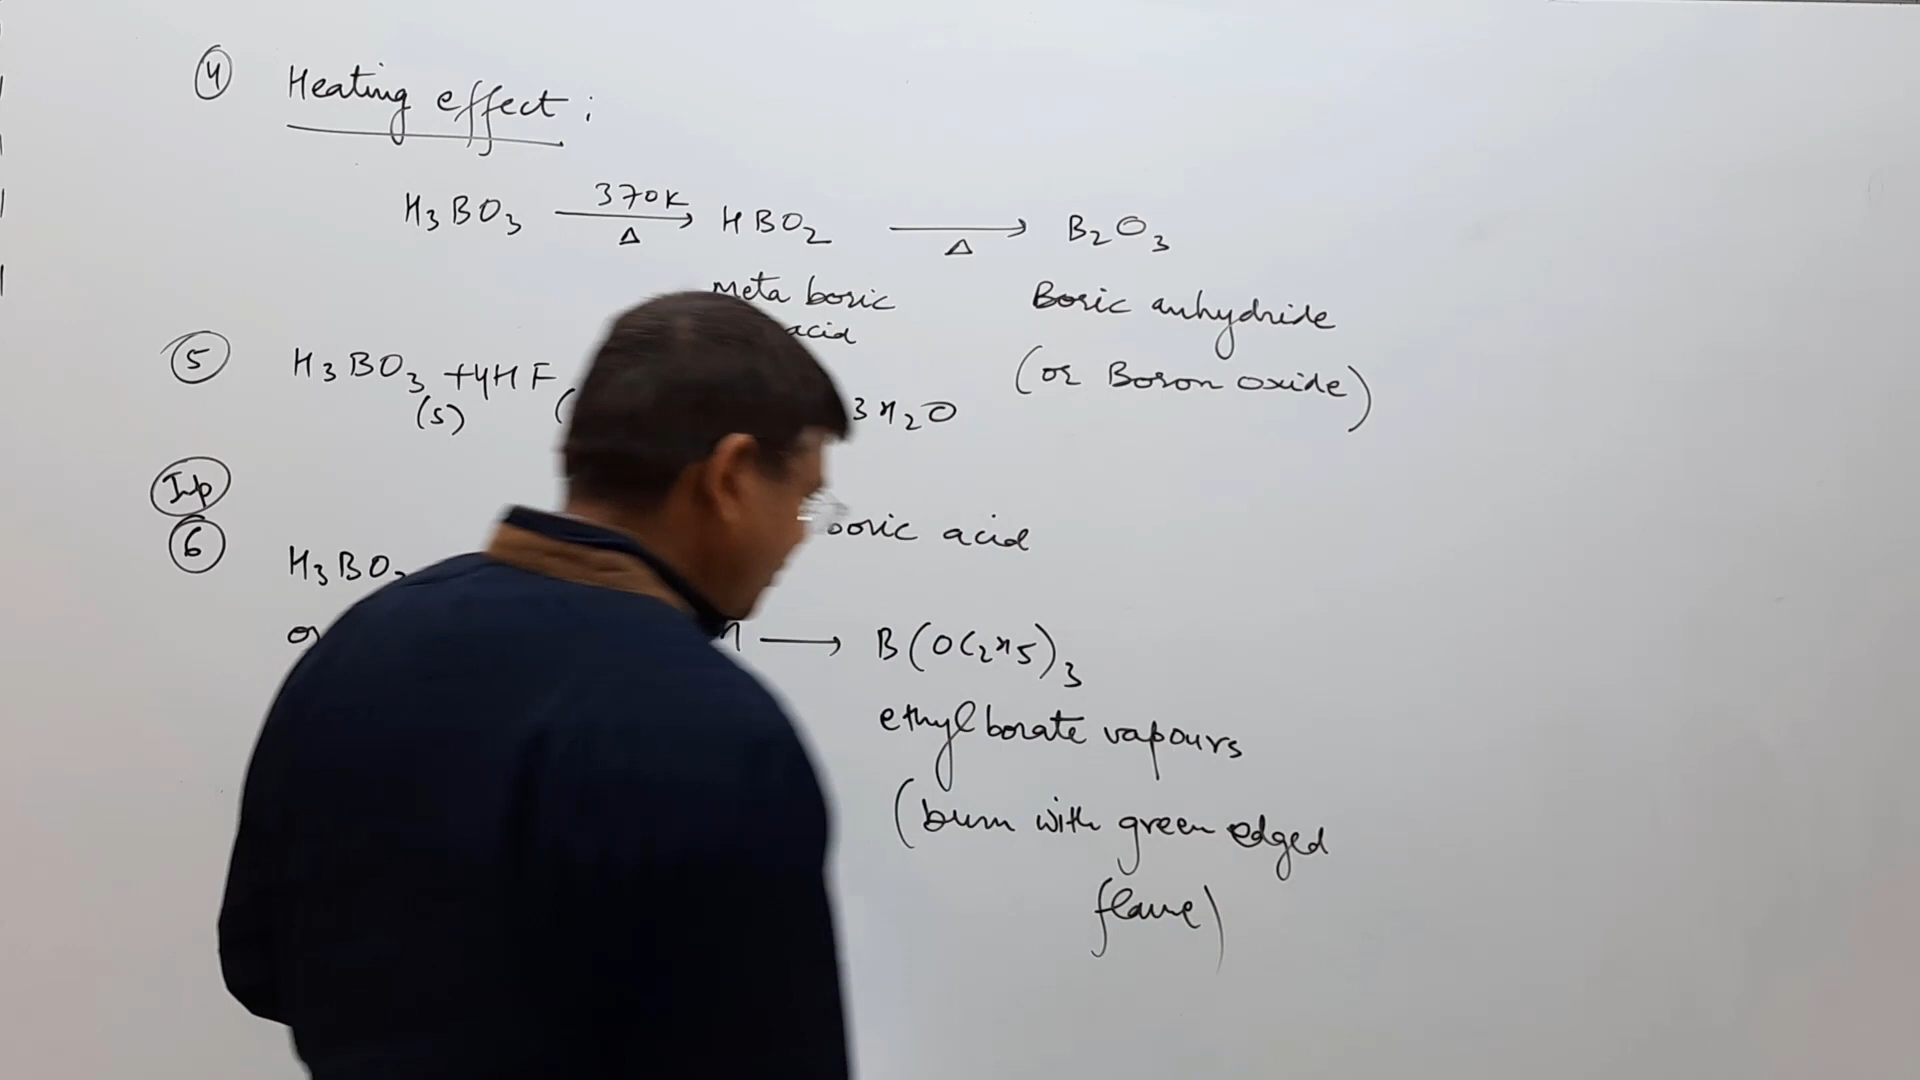 ④ Heating effect :
H₃BO₃ 370K → Δ HBO₂ → Δ B₂O₃
Meta boric acid
Boric anhydride
(or Boron oxide)
⑤ H₃BO₃ (s) + 4HF 3H₂O
Imp
⑥ boric acid
H₃BO₃
or → B(OC₂H5)₃
ethyl borate vapours
(burn with green edged
flame)